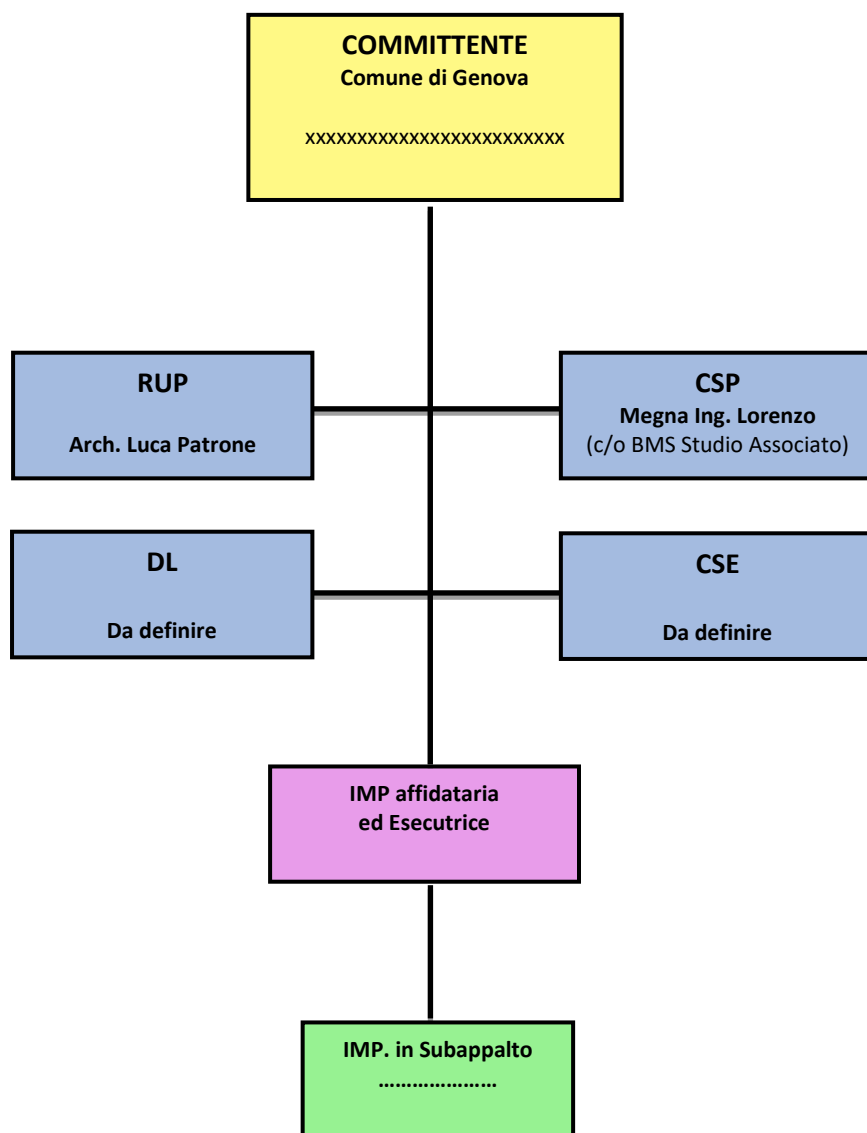 COMMITTENTE
Comune di Genova
xxxxxxxxxxxxxxxxxxxxxxxxx
RUP
Arch. Luca Patrone
CSP
Megna Ing. Lorenzo
(c/o BMS Studio Associato)
DL
Da definire
CSE
Da definire
IMP affidataria
ed Esecutrice
IMP. in Subappalto
…………………